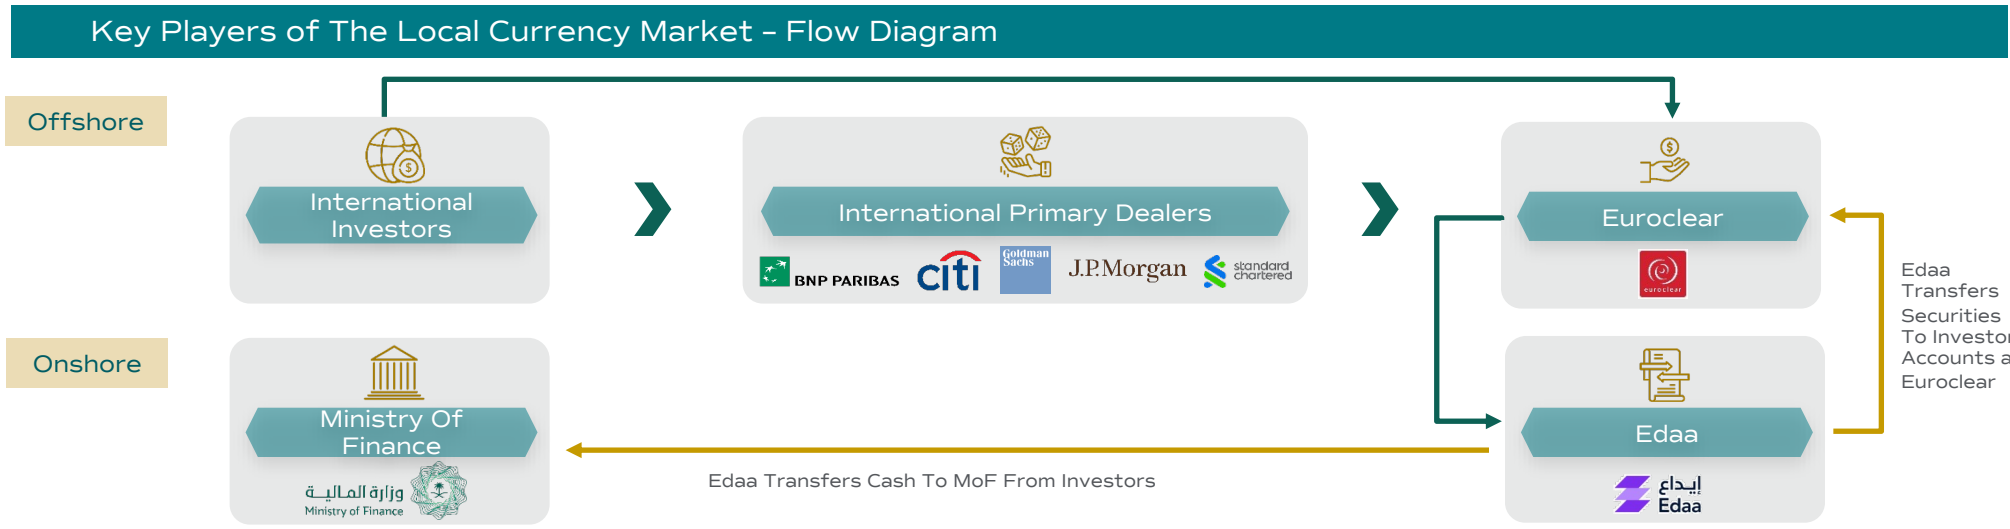 Key Players of The Local Currency Market – Flow Diagram
Offshore
International
Investors
International Primary Dealers
BNP PARIBAS
citi
Goldman
Sachs
J.P.Morgan
standard
chartered
Euroclear
euroclear
Edaa
Transfers
Securities
To Investor
Accounts a
Euroclear
Onshore
Ministry Of
Finance
وزارة المالية
Ministry of Finance
Edaa Transfers Cash To MoF From Investors
Edaa
إيداع
Edaa